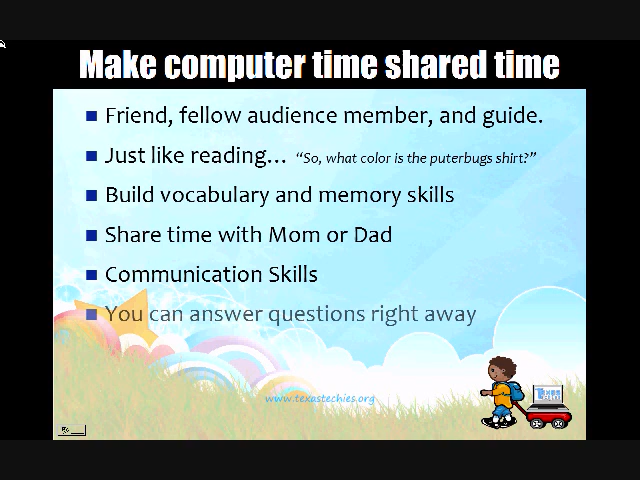 Make computer time shared time
Friend, fellow audience member, and guide.
Just like reading… “So, what color is the puterbugs shirt?”
Build vocabulary and memory skills
Share time with Mom or Dad
Communication Skills
You can answer questions right away
www.texastechies.org